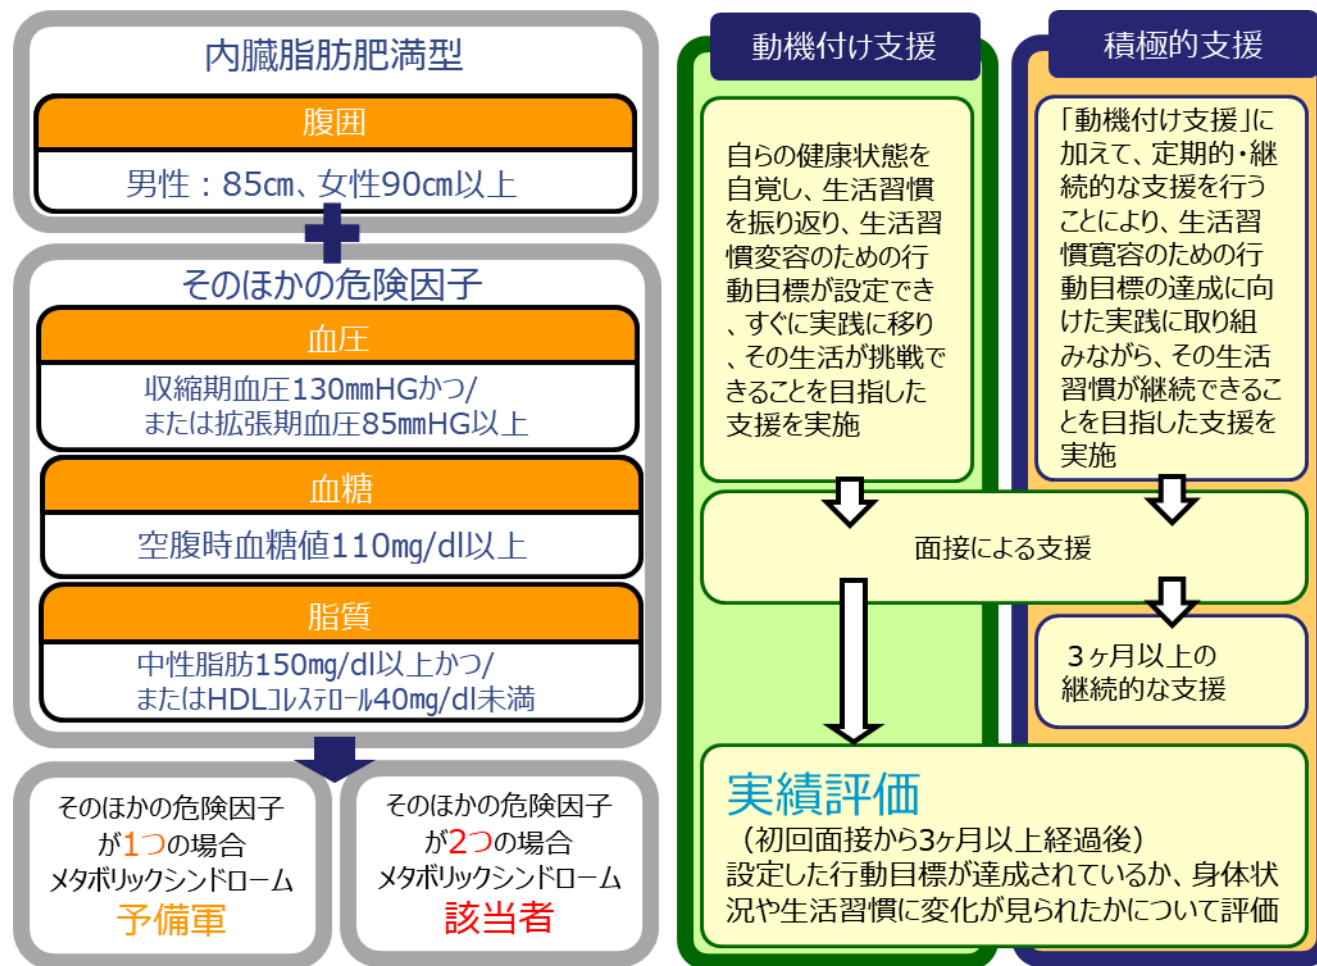 内臓脂肪肥満型
腹囲
男性：85㎝、女性90㎝以上
そのほかの危険因子
血圧
収縮期血圧130㎜HGかつ/
または拡張期血圧85㎜HG以上
血糖
空腹時血糖値110㎎/dl以上
脂質
中性脂肪150㎎/dl以上かつ/
またはHDLｺﾚｽﾃﾛｰﾙ40㎎/dl未満
そのほかの危険因子
が1つの場合
メタボリックシンドローム
予備軍
そのほかの危険因子
が2つの場合
メタボリックシンドローム
該当者
動機付け支援
自らの健康状態を
自覚し、生活習慣
を振り返り、生活習
慣変容のための行
動目標が設定でき
、すぐに実践に移り
、その生活が挑戦で
きることを目指した
支援を実施
積極的支援
「動機付け支援」に
加えて、定期的・継
続的な支援を行う
ことにより、生活習
慣寛容のための行
動目標の達成に向
けた実践に取り組
みながら、その生活
習慣が継続できるこ
とを目指した支援を
実施
面接による支援
3ヶ月以上の
継続的な支援
実績評価
（初回面接から3ヶ月以上経過後）
設定した行動目標が達成されているか、身体状
況や生活習慣に変化が見られたかについて評価